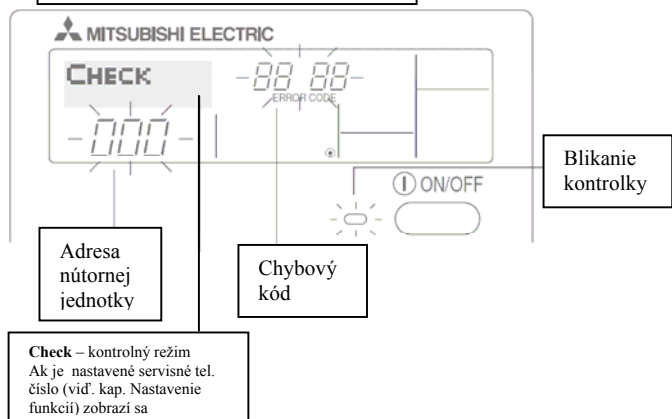 MITSUBISHI ELECTRIC
CHECK
88 88
ERROR CODE
000
ON/OFF
Blikanie
kontrolky
Adresa
nútornej
jednotky
Chybový
kód
Check – kontrolný režim
Ak je nastavené servisné tel.
číslo (viď. kap. Nastavenie
funkcií) zobrazí sa